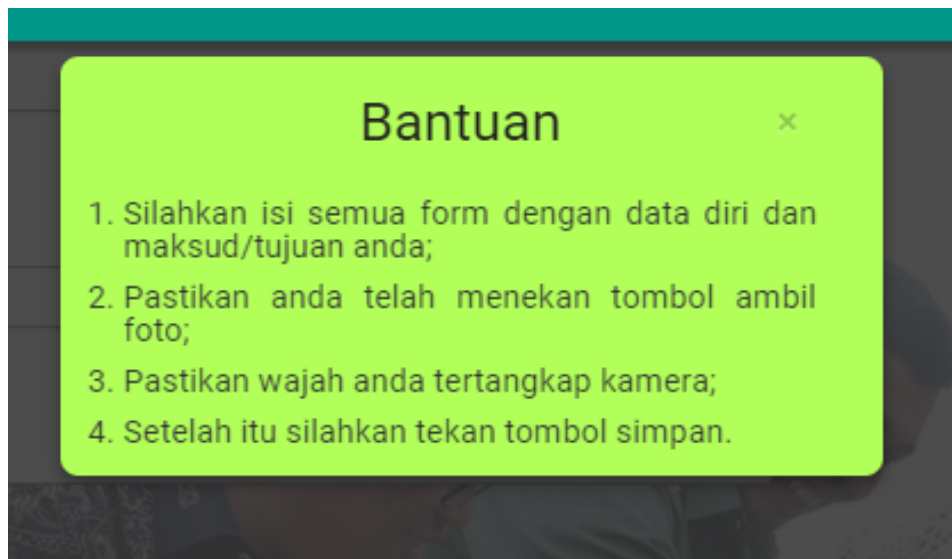 Bantuan ×
1. Silahkan isi semua form dengan data diri dan
maksud/tujuan anda;
2. Pastikan anda telah menekan tombol ambil
foto;
3. Pastikan wajah anda tertangkap kamera;
4. Setelah itu silahkan tekan tombol simpan.